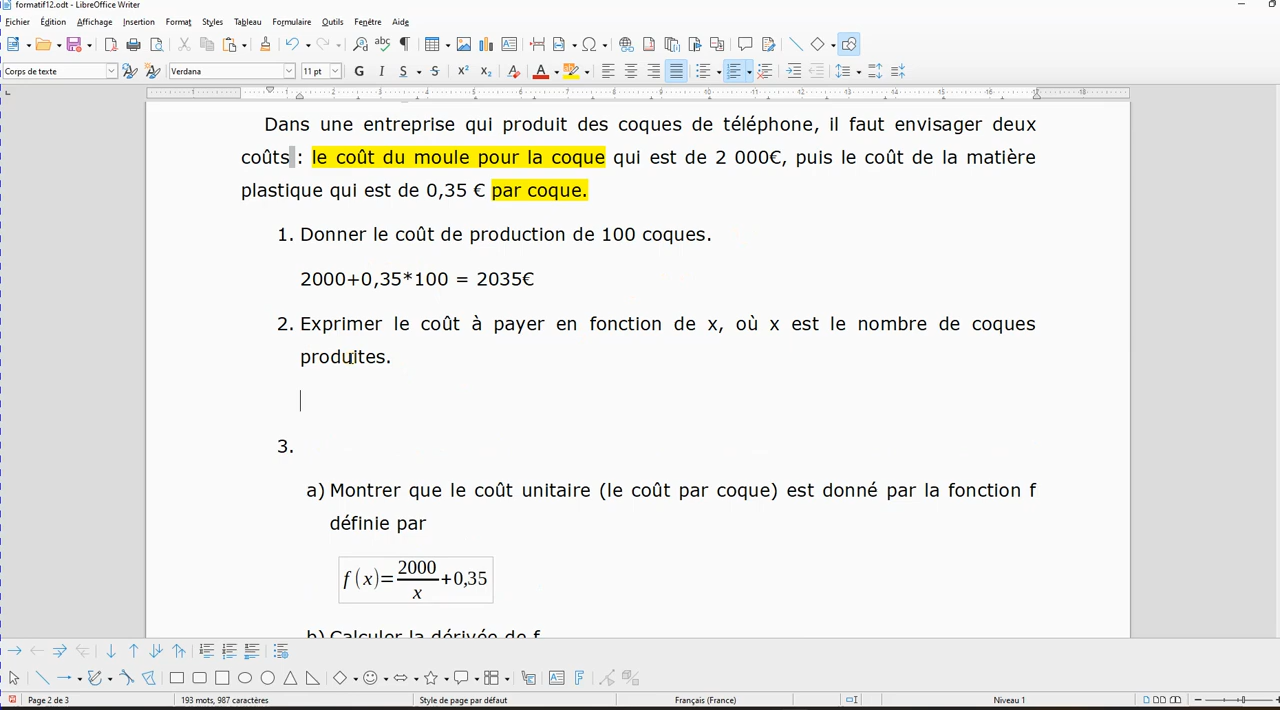 formatif12.odt - LibreOffice Writer
Fichier Édition Affichage Insertion Format Styles Tableau Formulaire Outils Fenêtre Aide
Corps de texte Verdana 11 pt G I S S
Dans une entreprise qui produit des coques de téléphone, il faut envisager deux
coûts : le coût du moule pour la coque qui est de 2 000€, puis le coût de la matière
plastique qui est de 0,35 € par coque.
1. Donner le coût de production de 100 coques.
2000+0,35*100 = 2035€
2. Exprimer le coût à payer en fonction de x, où x est le nombre de coques
produites.
3.
a) Montrer que le coût unitaire (le coût par coque) est donné par la fonction f
définie par
f(x)=2000/x+0,35
b) Calculer la dérivée de f
Page 2 de 3 193 mots, 987 caractères Style de page par défaut Français (France) Niveau 1